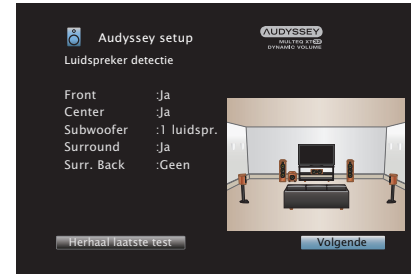 Audyssey setup
AUDYSSEY
MULTEQ XT32
DYNAMIC VOLUME
Luidspreker detectie
Front :Ja
Center :Ja
Subwoofer :1 luidspr.
Surround :Ja
Surr. Back :Geen
Herhaal laatste test
Volgende